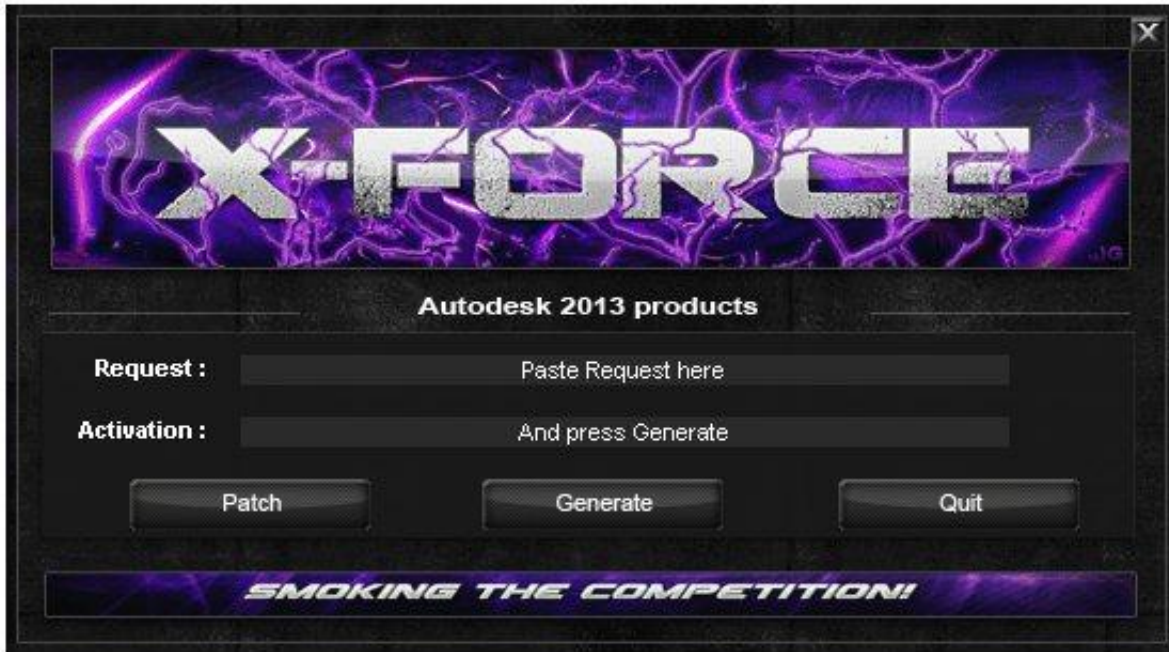 X
X-FORCE
Autodesk 2013 products
Request : Paste Request here
Activation : And press Generate
Patch Generate Quit
SMOKING THE COMPETITION!